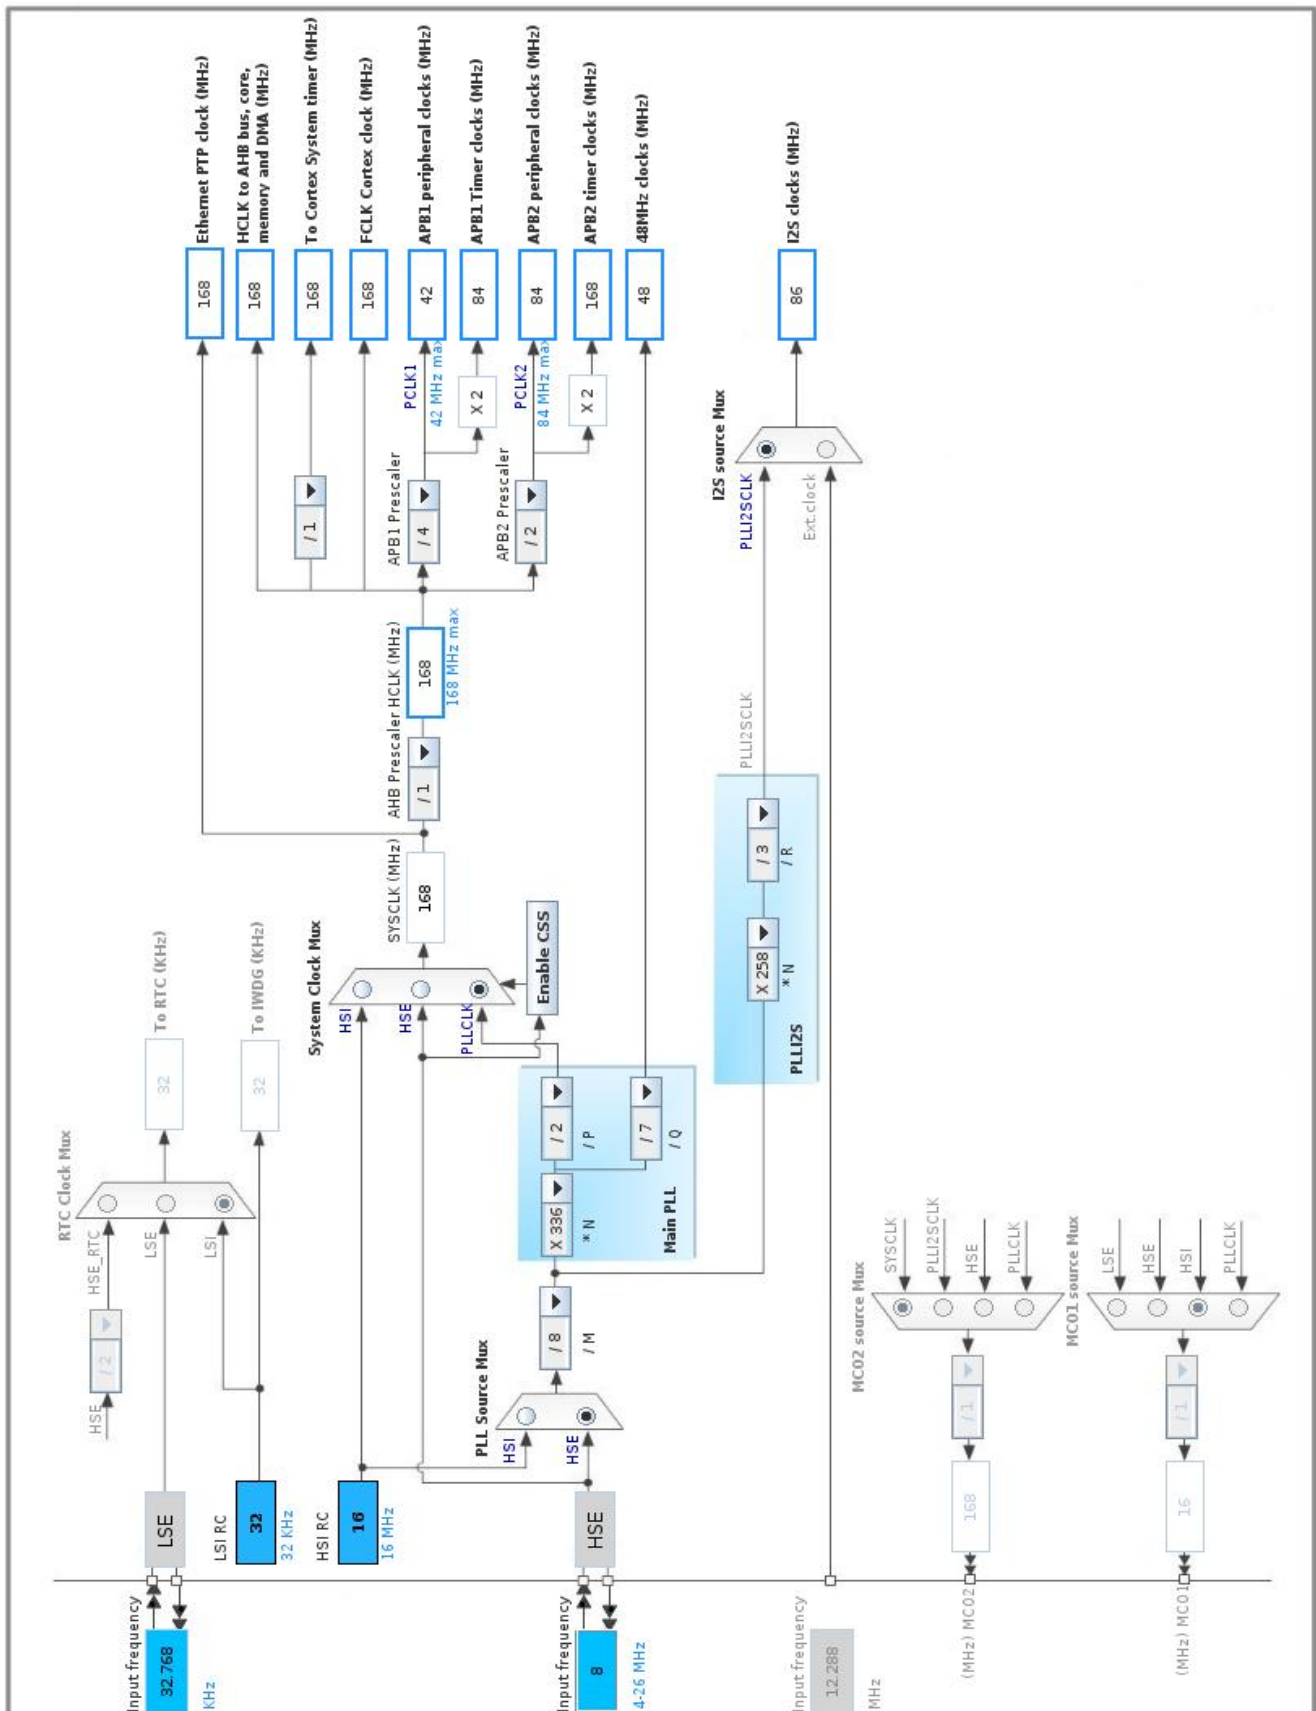 Input frequency
32.768
KHz
LSE
LSI RC
32
32 KHz
HSI RC
16
16 MHz
Input frequency
8
4-26 MHz
HSE
Input frequency
12.288
MHz
HSE
/ 2
HSE_RTC
LSE
LSI
RTC Clock Mux
32
To RTC (KHz)
32
To IWDG (KHz)
PLL Source Mux
HSI
HSE
/ 8
/ M
X 336
* N
/ 2
/ P
/ 7
/ Q
Main PLL
System Clock Mux
HSI
HSE
PLLCLK
Enable CSS
SYSCLK (MHz)
168
AHB Prescaler
/ 1
HCLK (MHz)
168
168 MHz max
/ 1
APB1 Prescaler
/ 4
PCLK1
42 MHz max
X 2
APB2 Prescaler
/ 2
PCLK2
84 MHz max
X 2
168
Ethernet PTP clock (MHz)
168
HCLK to AHB bus, core,
memory and DMA (MHz)
168
To Cortex System timer (MHz)
168
FCLK Cortex clock (MHz)
42
APB1 peripheral clocks (MHz)
84
APB1 Timer clocks (MHz)
84
APB2 peripheral clocks (MHz)
168
APB2 timer clocks (MHz)
48
48MHz clocks (MHz)
PLLI2S
X 258
* N
/ 3
/ R
PLLI2SCLK
I2S source Mux
PLLI2SCLK
Ext.clock
86
I2S clocks (MHz)
MCO2 source Mux
SYSCLK
PLLI2SCLK
HSE
PLLCLK
/ 1
168
(MHz) MCO2
MCO1 source Mux
LSE
HSE
HSI
PLLCLK
/ 1
16
(MHz) MCO1